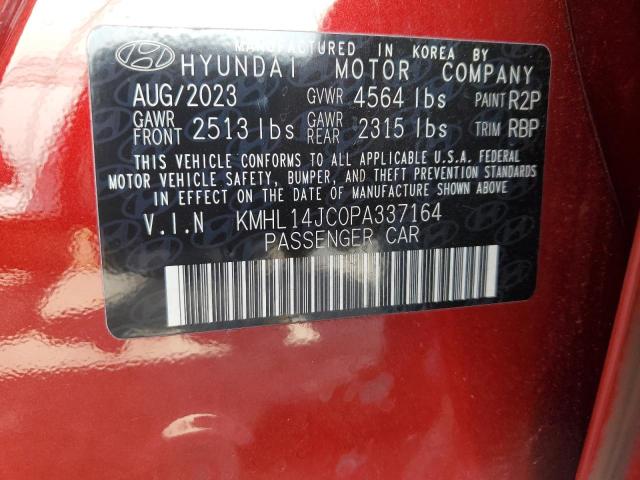 MANUFACTURED IN KOREA BY
HYUNDAI MOTOR COMPANY
AUG/2023 GVWR 4564 lbs PAINT R2P
GAWR FRONT 2513 lbs GAWR REAR 2315 lbs TRIM RBP
THIS VEHICLE CONFORMS TO ALL APPLICABLE U.S.A. FEDERAL
MOTOR VEHICLE SAFETY, BUMPER, AND THEFT PREVENTION STANDARDS
IN EFFECT ON THE DATE OF MANUFACTURE SHOWN ABOVE
V.I.N KMHL14JC0PA337164
PASSENGER CAR